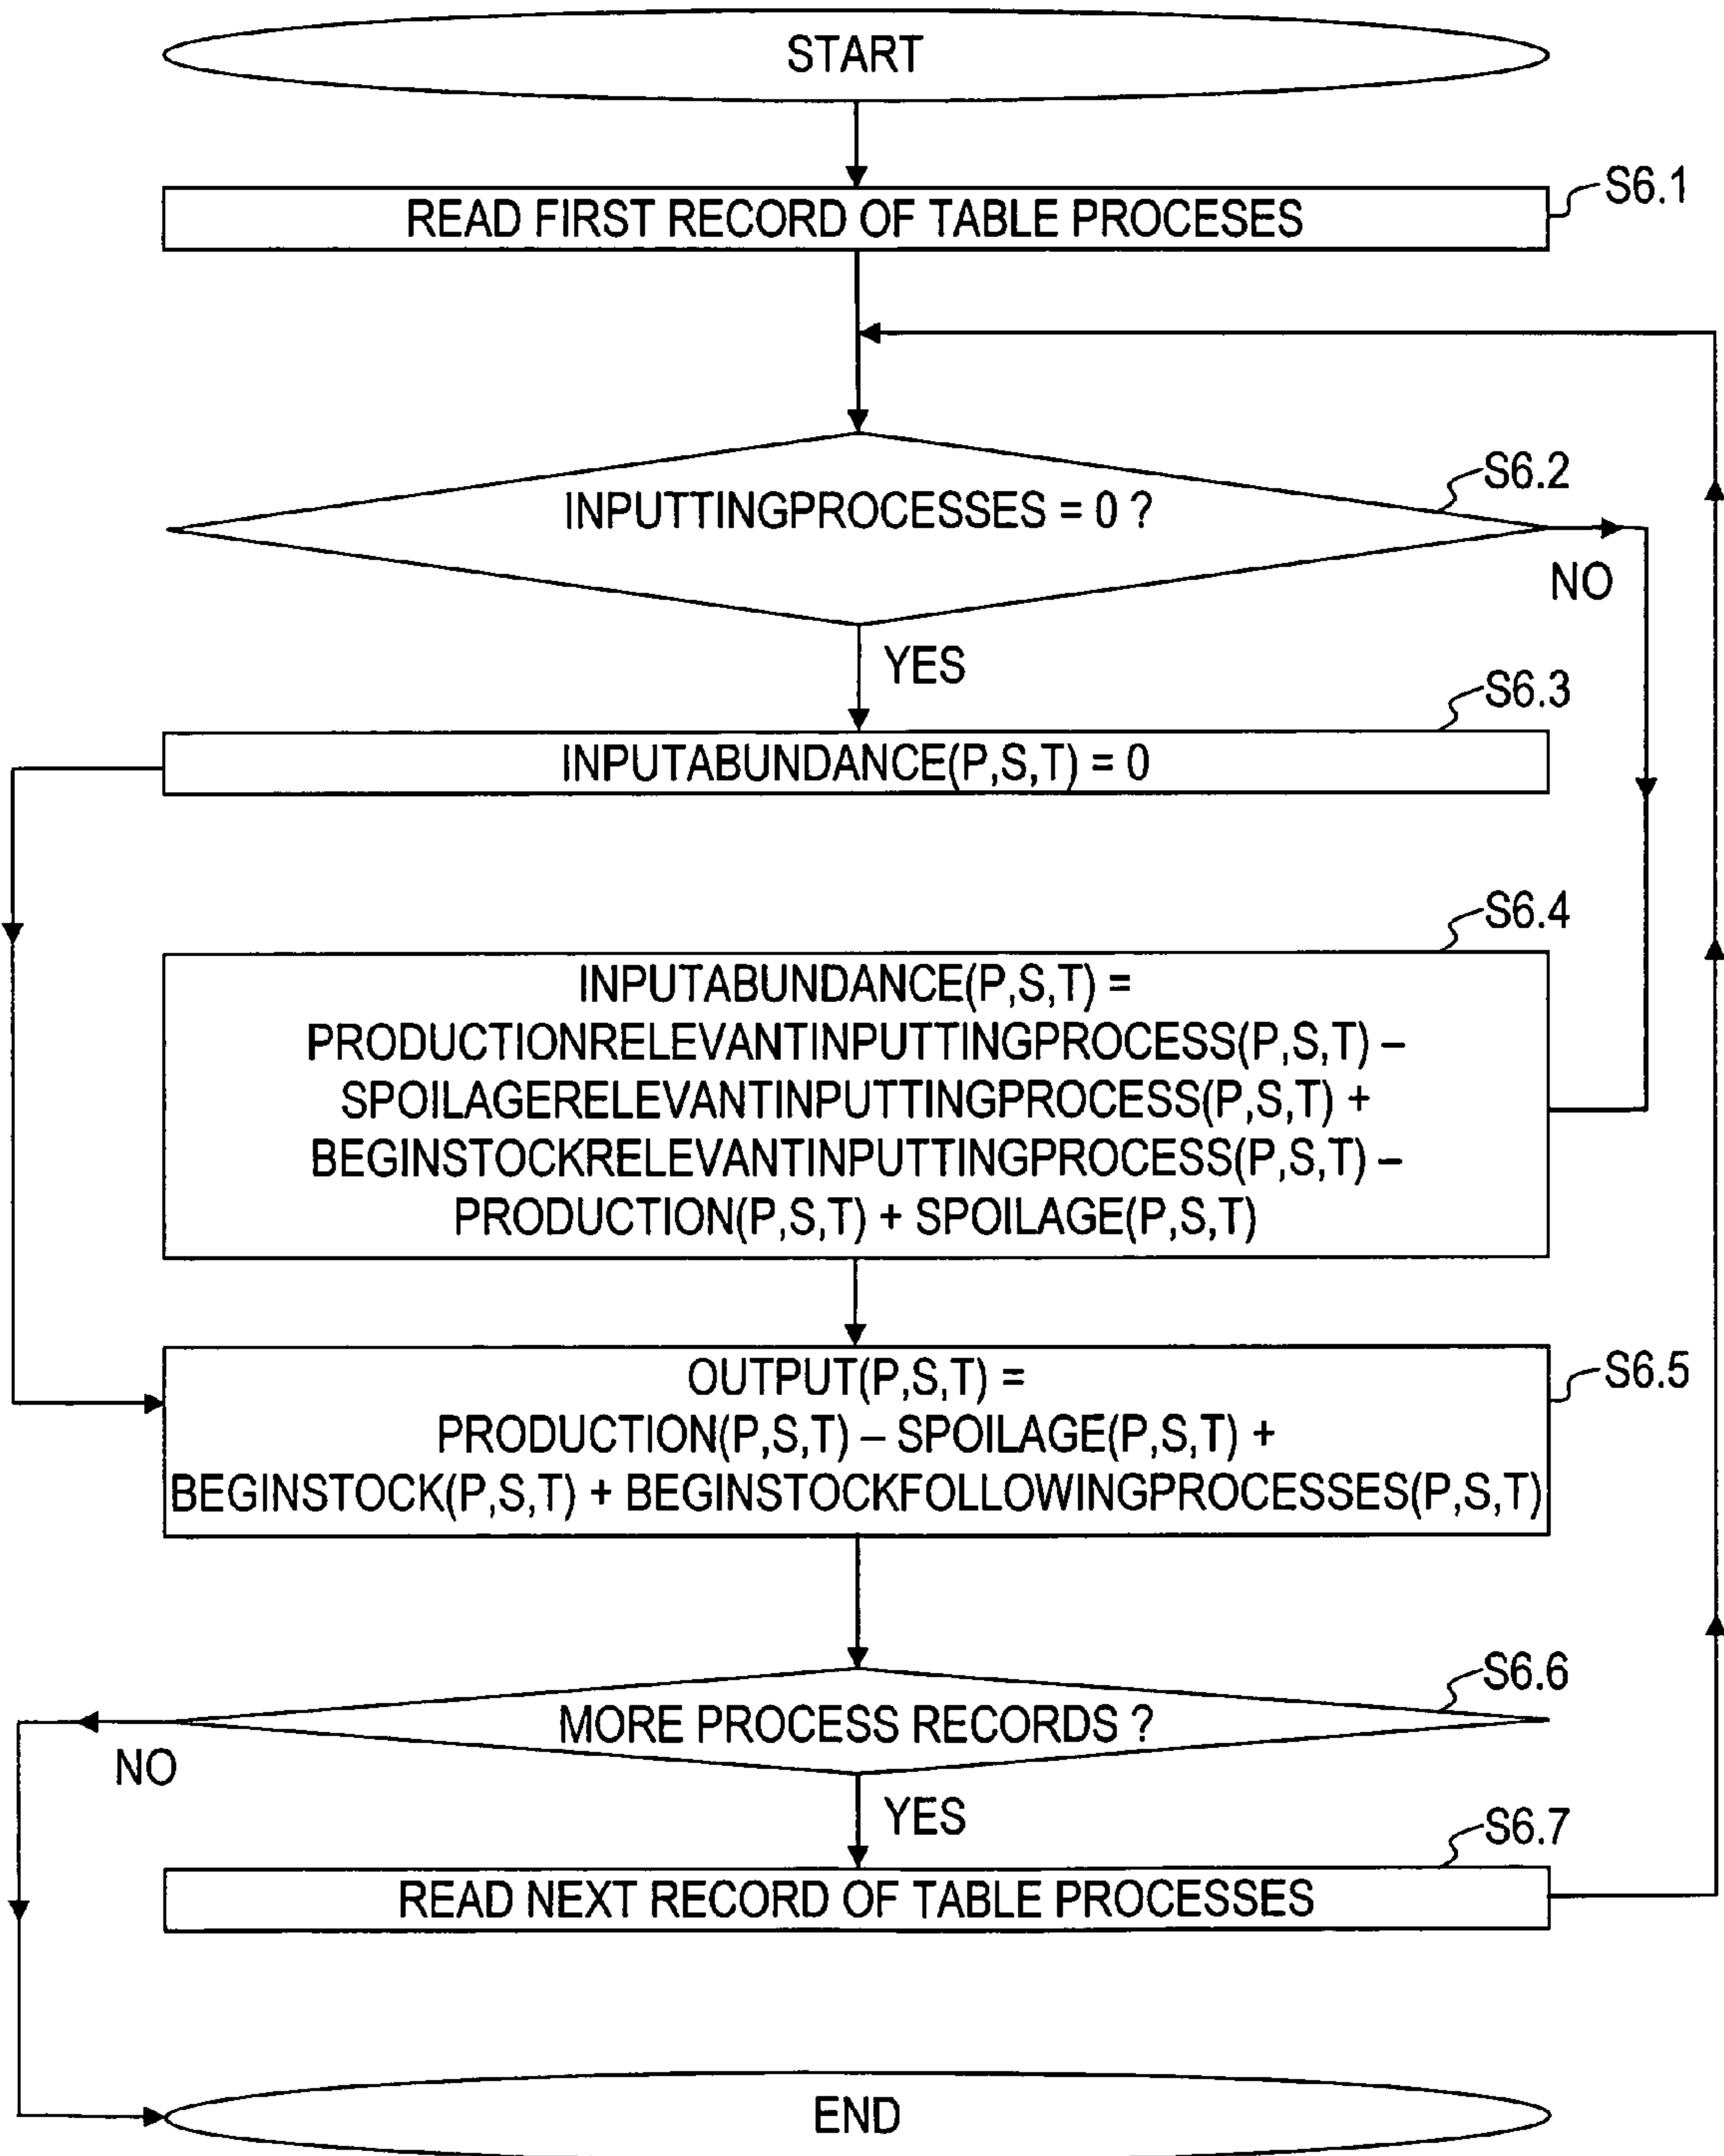 START
S6.1
READ FIRST RECORD OF TABLE PROCESES
S6.2
INPUTTINGPROCESSES = 0 ?
NO
YES
S6.3
INPUTABUNDANCE(P,S,T) = 0
S6.4
INPUTABUNDANCE(P,S,T) =
PRODUCTIONRELEVANTINPUTTINGPROCESS(P,S,T) –
SPOILAGERELEVANTINPUTTINGPROCESS(P,S,T) +
BEGINSTOCKRELEVANTINPUTTINGPROCESS(P,S,T) –
PRODUCTION(P,S,T) + SPOILAGE(P,S,T)
S6.5
OUTPUT(P,S,T) =
PRODUCTION(P,S,T) – SPOILAGE(P,S,T) +
BEGINSTOCK(P,S,T) + BEGINSTOCKFOLLOWINGPROCESSES(P,S,T)
S6.6
MORE PROCESS RECORDS ?
NO
YES
S6.7
READ NEXT RECORD OF TABLE PROCESSES
END